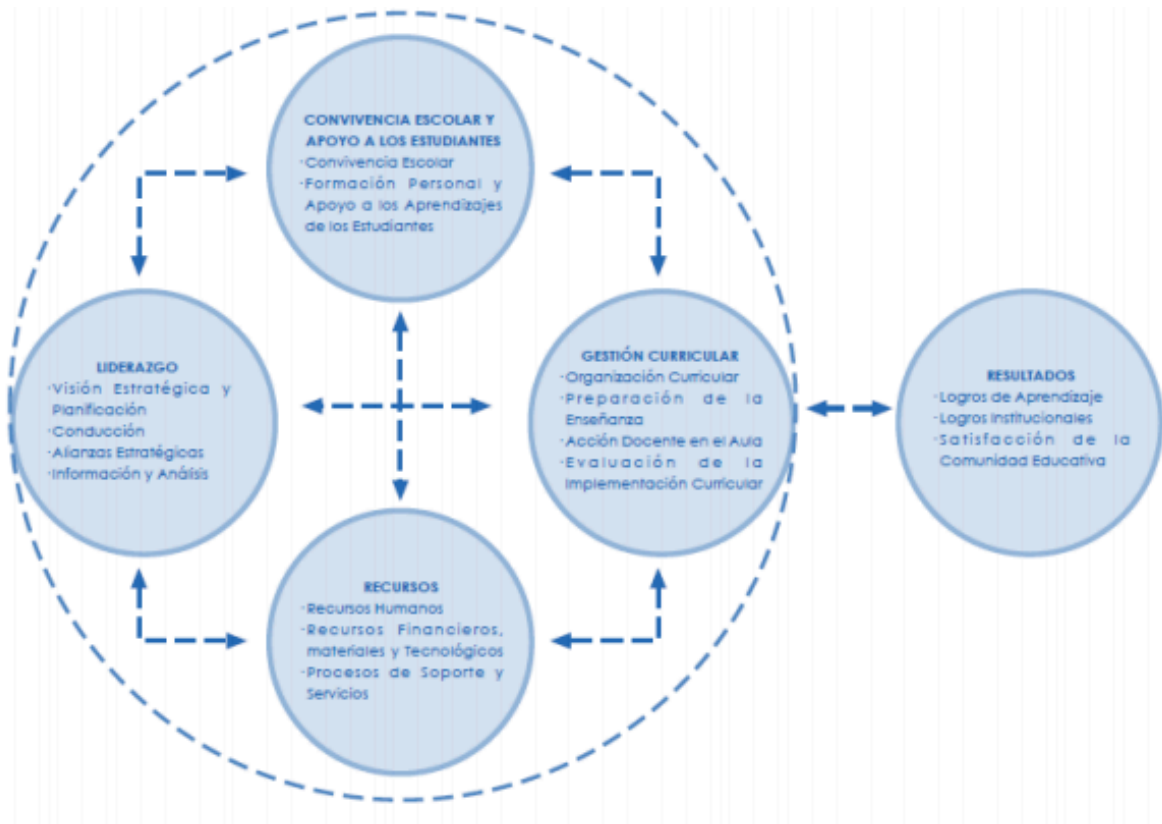 CONVIVENCIA ESCOLAR Y
APOYO A LOS ESTUDIANTES
·Convivencia Escolar
·Formación Personal y
Apoyo a los Aprendizajes
de los Estudiantes
LIDERAZGO
·Visión Estratégica y
Planificación
·Conducción
·Alianzas Estratégicas
·Información y Análisis
GESTIÓN CURRICULAR
·Organización Curricular
·Preparación de la
Enseñanza
·Acción Docente en el Aula
·Evaluación de la
Implementación Curricular
RESULTADOS
·Logros de Aprendizaje
·Logros Institucionales
·Satisfacción de la
Comunidad Educativa
RECURSOS
·Recursos Humanos
·Recursos Financieros,
materiales y Tecnológicos
·Procesos de Soporte y
Servicios